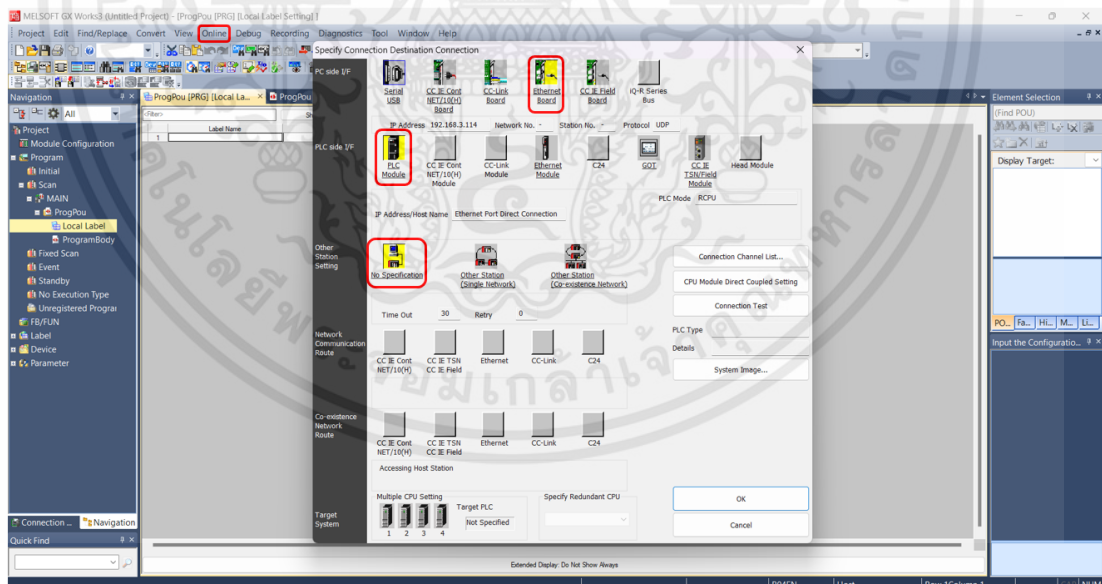 MELSOFT GX Works3 (Untitled Project) - [ProgPou [PRG] [Local Label Setting] ]
Project Edit Find/Replace Convert View Online Debug Recording Diagnostics Tool Window Help
Navigation
All
Project
Module Configuration
Program
Initial
Scan
MAIN
ProgPou
Local Label
ProgramBody
Fixed Scan
Event
Standby
No Execution Type
Unregistered Progra
FB/FUN
Label
Device
Parameter
Connection ...
Navigation
Quick Find
ProgPou [PRG] [Local La...
ProgPou
<Filter>
Label Name
1
Specify Connection Destination Connection
PC side I/F
Serial USB
CC IE Cont NET/10(H) Board
CC-Link Board
Ethernet Board
CC IE Field Board
iQ-R Series Bus
IP Address 192.168.3.114 Network No. - Station No. - Protocol UDP
PLC side I/F
PLC Module
CC IE Cont NET/10(H) Module
CC-Link Module
Ethernet Module
C24
GOT
CC IE TSN/Field Module
Head Module
PLC Mode RCPU
IP Address/Host Name Ethernet Port Direct Connection
Other Station Setting
No Specification
Other Station (Single Network)
Other Station (Co-existence Network)
Time Out 30 Retry 0
Connection Channel List...
CPU Module Direct Coupled Setting
Connection Test
PLC Type
Details
System Image...
Network Communication Route
CC IE Cont NET/10(H)
CC IE TSN CC IE Field
Ethernet
CC-Link
C24
Co-existence Network Route
CC IE Cont NET/10(H)
CC IE TSN CC IE Field
Ethernet
CC-Link
C24
Accessing Host Station
Target System
Multiple CPU Setting
1 2 3 4
Target PLC
Not Specified
Specify Redundant CPU
OK
Cancel
Extended Display: Do Not Show Always
Element Selection
(Find POU)
Display Target:
PO... Fa... Hi... M... Li...
Input the Configuratio...
Host